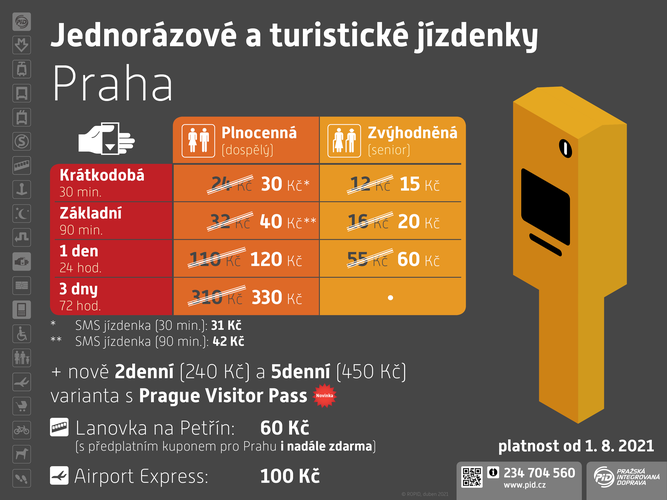 Jednorázové a turistické jízdenky
Praha
Plnocenná
(dospělý)
Zvýhodněná
(senior)
Krátkodobá
30 min.
24 Kč 30 Kč*
12 Kč 15 Kč
Základní
90 min.
32 Kč 40 Kč**
16 Kč 20 Kč
1 den
24 hod.
110 Kč 120 Kč
55 Kč 60 Kč
3 dny
72 hod.
310 Kč 330 Kč
•
* SMS jízdenka (30 min.): 31 Kč
** SMS jízdenka (90 min.): 42 Kč
+ nově 2denní (240 Kč) a 5denní (450 Kč)
varianta s Prague Visitor Pass Novinka
Lanovka na Petřín: 60 Kč
(s předplatním kuponem pro Prahu i nadále zdarma)
Airport Express: 100 Kč
platnost od 1. 8. 2021
234 704 560
www.pid.cz
PID PRAŽSKÁ
INTEGROVANÁ
DOPRAVA